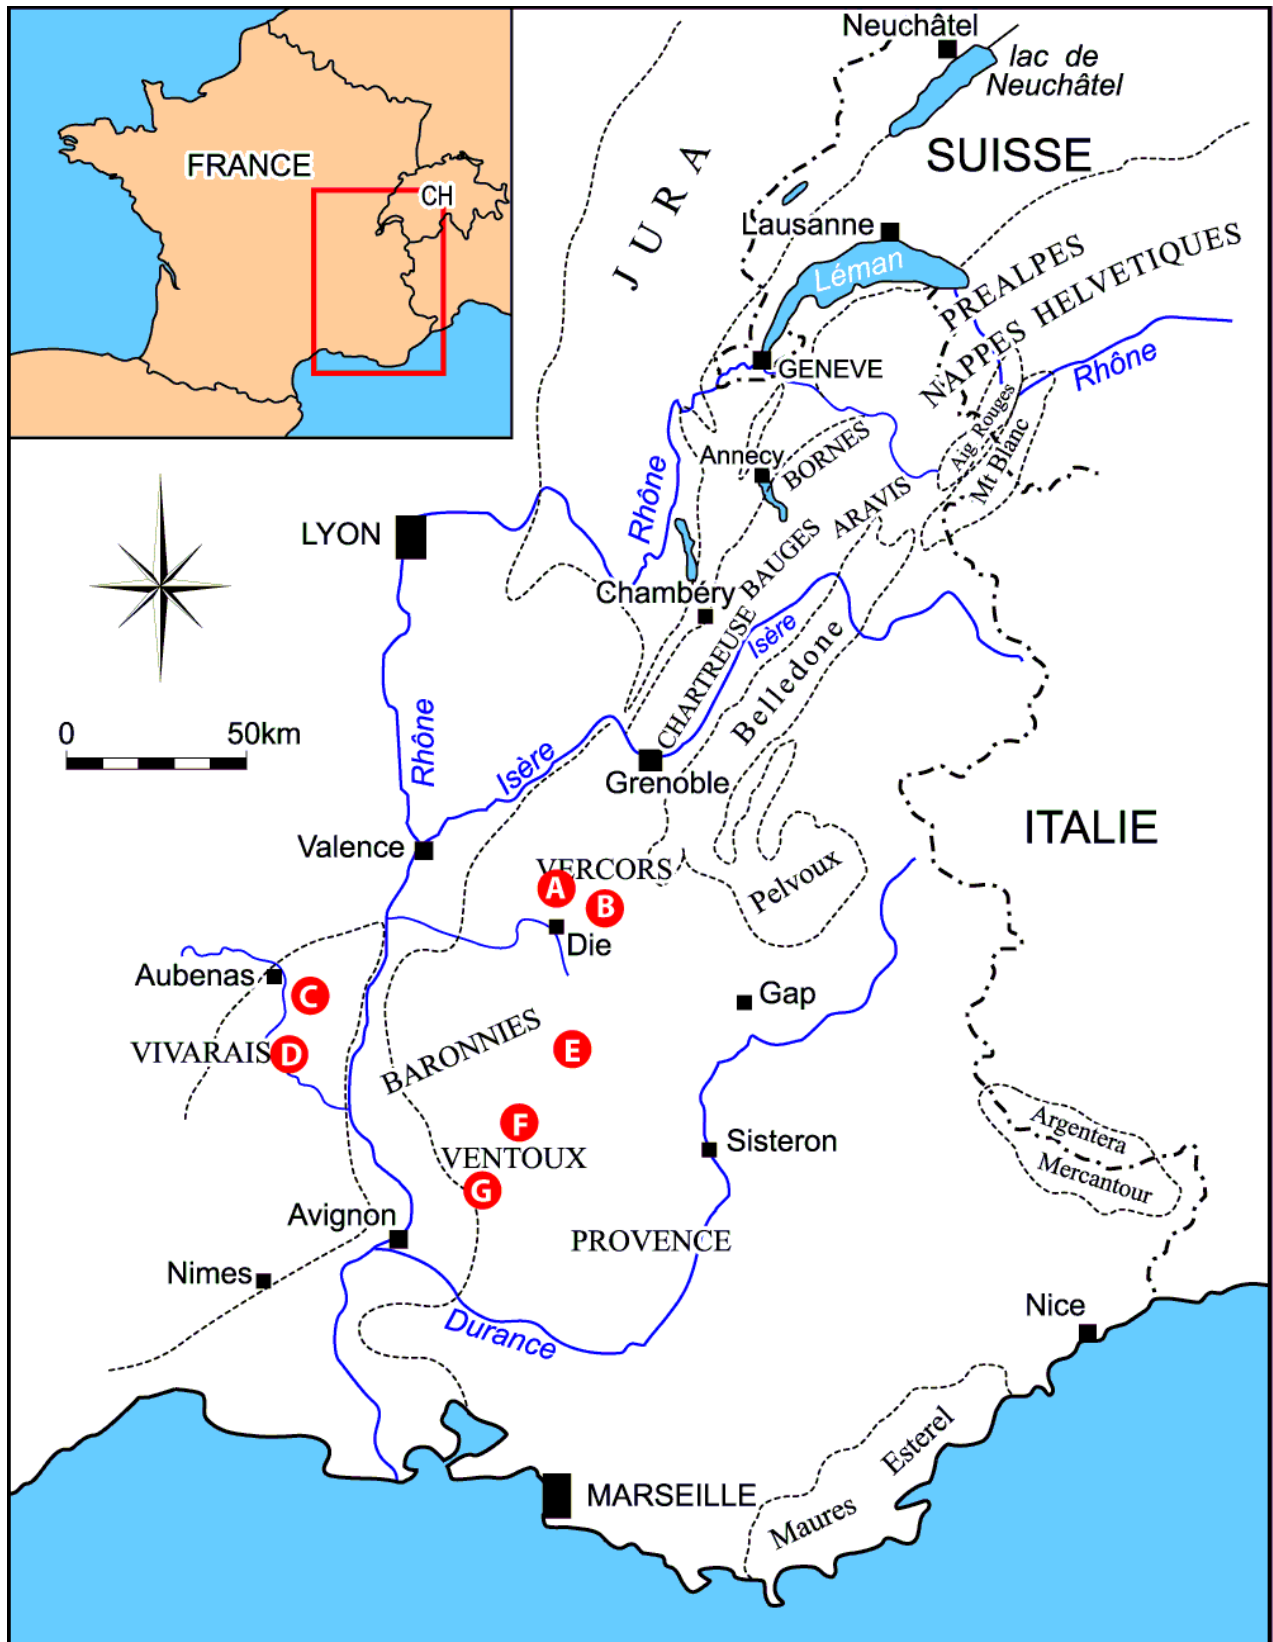 Neuchâtel
lac de
Neuchâtel
FRANCE
CH
SUISSE
JURA
Lausanne
Léman
PREALPES
NAPPES HELVETIQUES
GENEVE
Rhône
Aig Rouges
Mt Blanc
Annecy
BORNES
Rhône
ARAVIS
LYON
BAUGES
Chambéry
CHARTREUSE
Isère
Belledone
0
50km
Rhône
Isère
Grenoble
ITALIE
Valence
VERCORS
A
B
Pelvoux
Die
Aubenas
C
Gap
BARONNIES
VIVARAIS
D
E
F
Argentera
Sisteron
VENTOUX
Mercantour
G
Avignon
PROVENCE
Nimes
Nice
Durance
Esterel
MARSEILLE
Maures